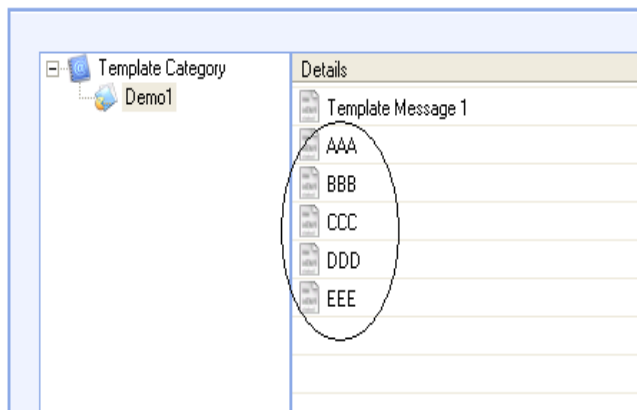 Template Category
Demo1
Details
Template Message 1
AAA
BBB
CCC
DDD
EEE